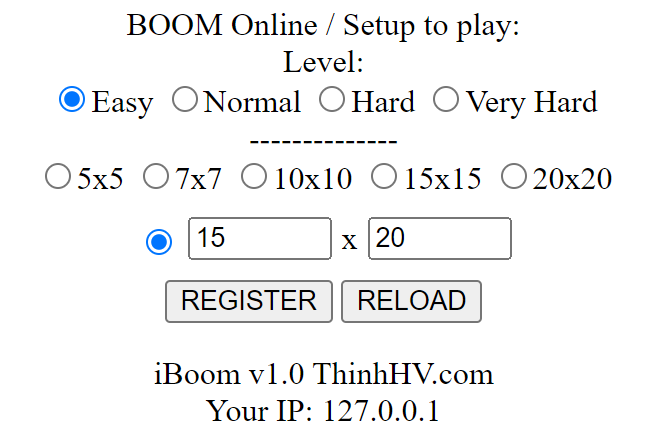 BOOM Online / Setup to play:
Level:
Easy Normal Hard Very Hard
--------------
5x5 7x7 10x10 15x15 20x20
15 x 20
REGISTER RELOAD
iBoom v1.0 ThinhHV.com
Your IP: 127.0.0.1